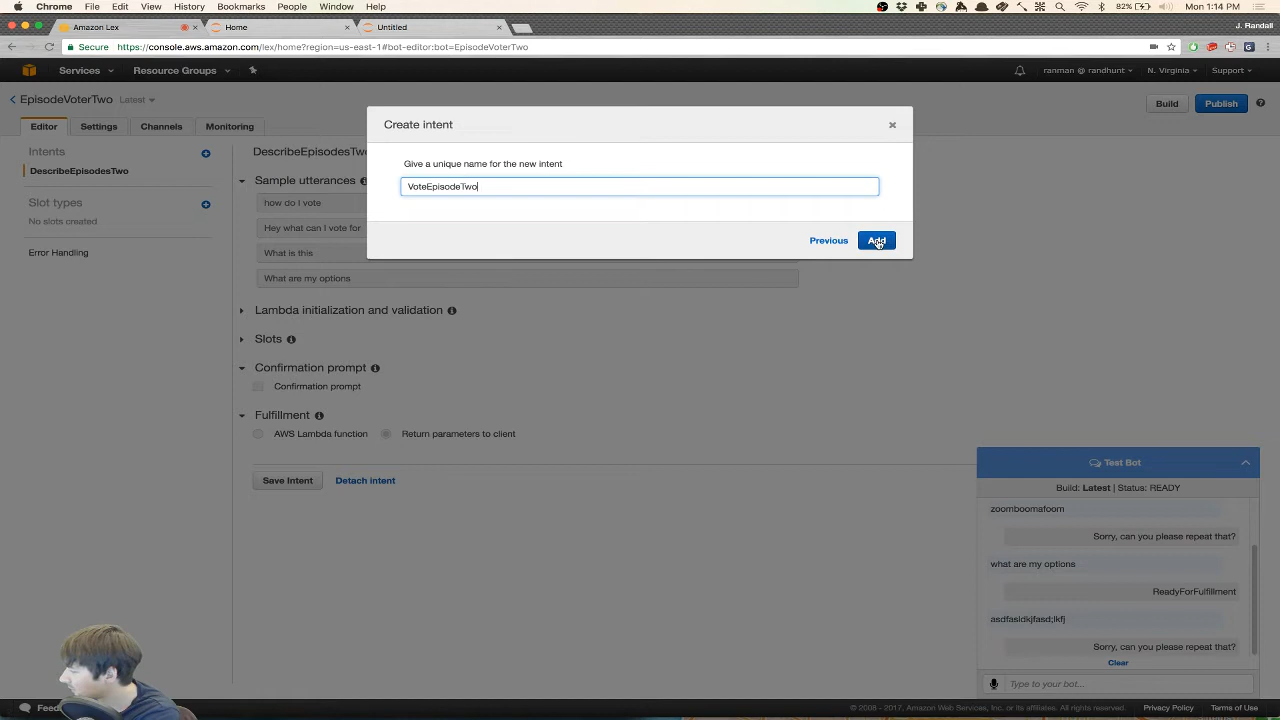 Chrome File Edit View History Bookmarks People Window Help 82% Mon 1:14 PM J. Randall
Amazon Lex Home Untitled
Secure https://console.aws.amazon.com/lex/home?region=us-east-1#bot-editor:bot=EpisodeVoterTwo
Services Resource Groups ranman @ randhunt N. Virginia Support
EpisodeVoterTwo Latest Build Publish
Editor Settings Channels Monitoring
Create intent
Give a unique name for the new intent
VoteEpisodeTwo
Previous Add
Intents
DescribeEpisodesTwo
Slot types
No slots created
Error Handling
DescribeEpisodesTwo
Sample utterances
how do I vote
Hey what can I vote for
What is this
What are my options
Lambda initialization and validation
Slots
Confirmation prompt
Confirmation prompt
Fulfillment
AWS Lambda function Return parameters to client
Save Intent Detach intent
Test Bot
Build: Latest | Status: READY
zoomboomafoom
Sorry, can you please repeat that?
what are my options
ReadyForFulfillment
asdfasldkjfasd;lkfj
Sorry, can you please repeat that?
Clear
Type to your bot...
© 2008 - 2017, Amazon Web Services, Inc. or its affiliates. All rights reserved. Privacy Policy Terms of Use